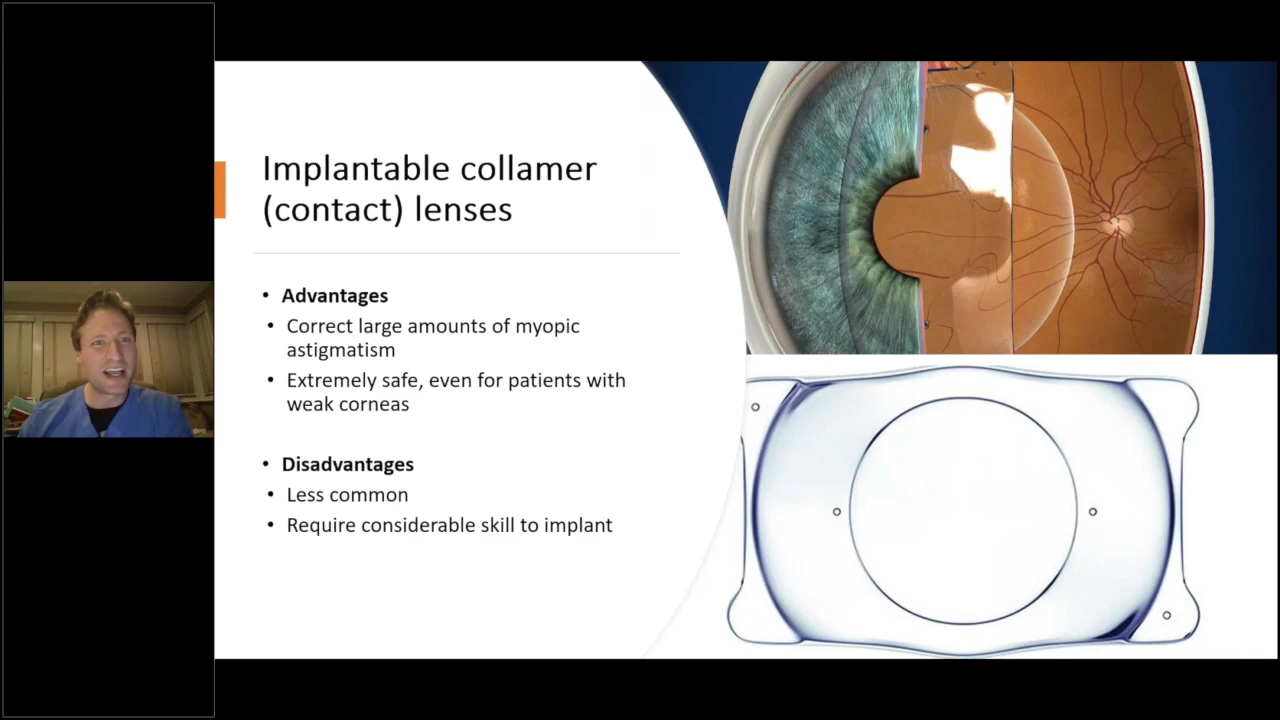 Implantable collamer
(contact) lenses
• Advantages
• Correct large amounts of myopic
astigmatism
• Extremely safe, even for patients with
weak corneas
• Disadvantages
• Less common
• Require considerable skill to implant